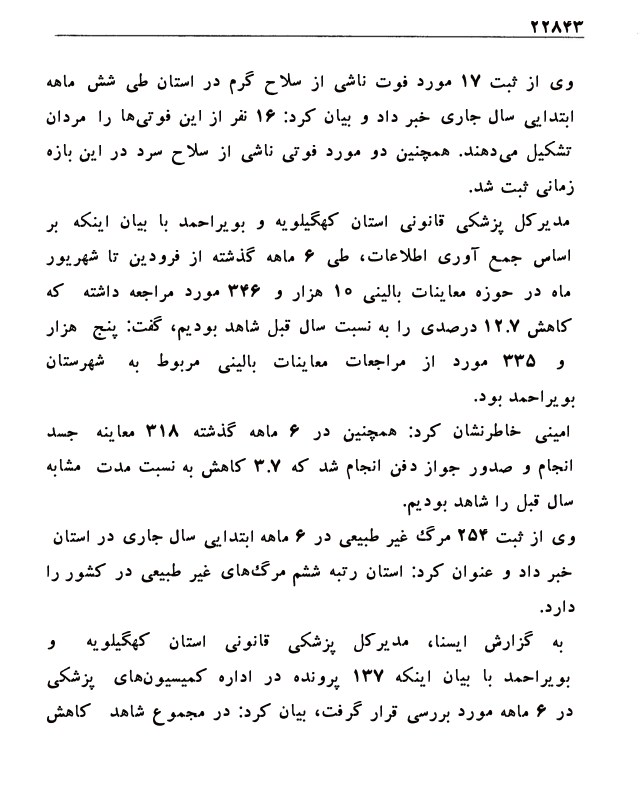 ۲۲۸۴۳
وی از ثبت ۱۷ مورد فوت ناشی از سلاح گرم در استان طی شش ماهه
ابتدایی سال جاری خبر داد و بیان کرد: ۱۶ نفر از این فوتی‌ها را مردان
تشکیل می‌دهند. همچنین دو مورد فوتی ناشی از سلاح سرد در این بازه
زمانی ثبت شد.
مدیرکل پزشکی قانونی استان کهگیلویه و بویراحمد با بیان اینکه بر
اساس جمع آوری اطلاعات، طی ۶ ماهه گذشته از فرودین تا شهریور
ماه در حوزه معاینات بالینی ۱۰ هزار و ۳۴۶ مورد مراجعه داشته که
کاهش ۱۲.۷ درصدی را به نسبت سال قبل شاهد بودیم، گفت: پنج هزار
و ۳۳۵ مورد از مراجعات معاینات بالینی مربوط به شهرستان
بویراحمد بود.
امینی خاطرنشان کرد: همچنین در ۶ ماهه گذشته ۳۱۸ معاینه جسد
انجام و صدور جواز دفن انجام شد که ۳.۷ کاهش به نسبت مدت مشابه
سال قبل را شاهد بودیم.
وی از ثبت ۲۵۴ مرگ غیر طبیعی در ۶ ماهه ابتدایی سال جاری در استان
خبر داد و عنوان کرد: استان رتبه ششم مرگ‌های غیر طبیعی در کشور را
دارد.
به گزارش ایسنا، مدیرکل پزشکی قانونی استان کهگیلویه و
بویراحمد با بیان اینکه ۱۳۷ پرونده در اداره کمیسیون‌های پزشکی
در ۶ ماهه مورد بررسی قرار گرفت، بیان کرد: در مجموع شاهد کاهش